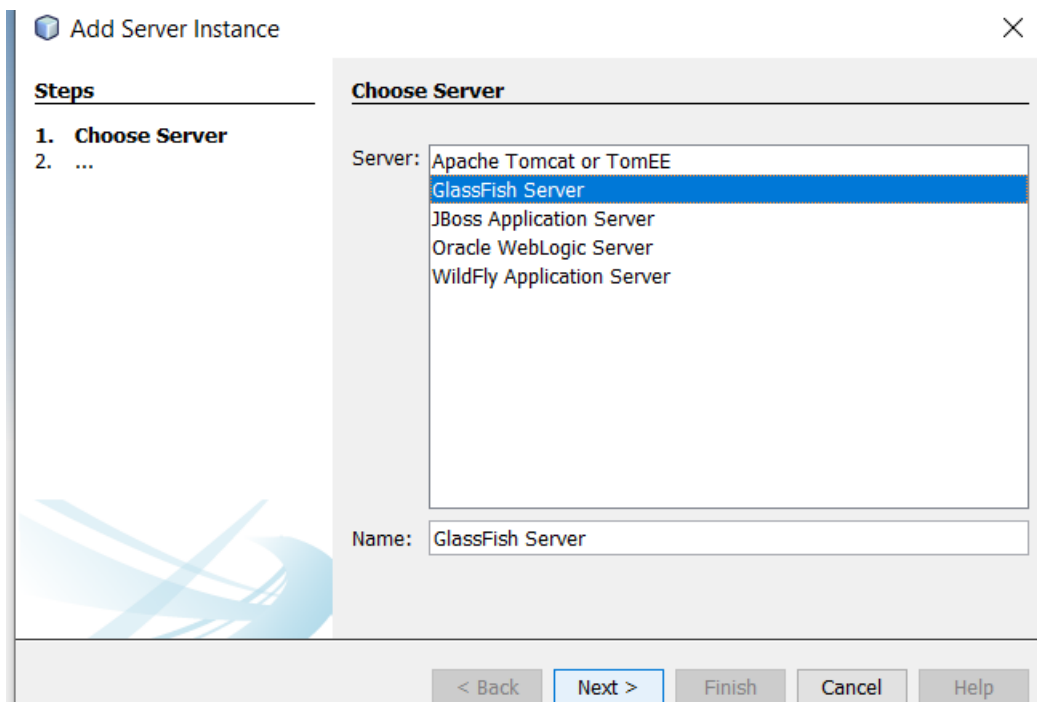 Add Server Instance
Steps
1. Choose Server
2. ...
Choose Server
Server:
Apache Tomcat or TomEE
GlassFish Server
JBoss Application Server
Oracle WebLogic Server
WildFly Application Server
Name: GlassFish Server
< Back Next > Finish Cancel Help